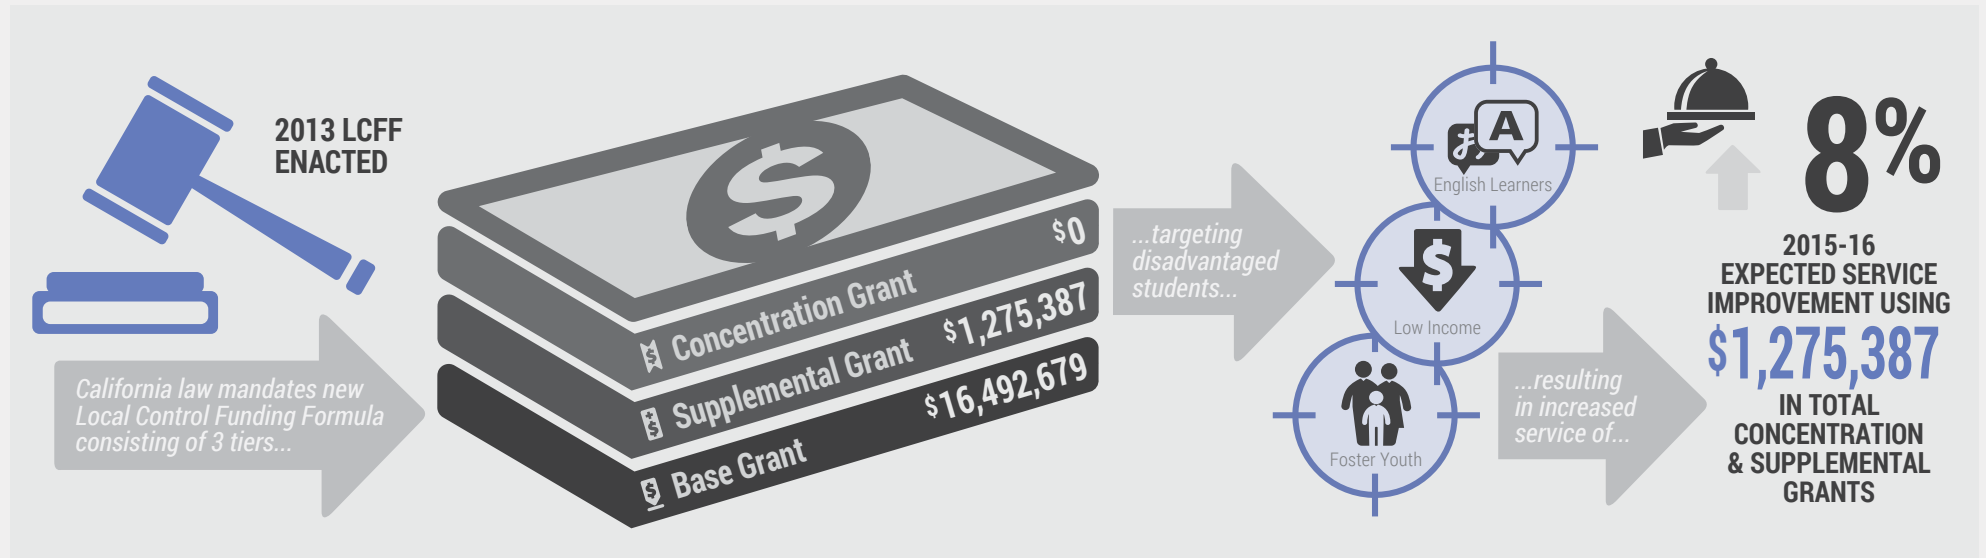 2013 LCFF
ENACTED
California law mandates new
Local Control Funding Formula
consisting of 3 tiers...
$
Concentration Grant $0
Supplemental Grant $1,275,387
Base Grant $16,492,679
...targeting
disadvantaged
students...
あ A
English Learners
$
Low Income
Foster Youth
...resulting
in increased
service of...
8%
2015-16
EXPECTED SERVICE
IMPROVEMENT USING
$1,275,387
IN TOTAL
CONCENTRATION
& SUPPLEMENTAL
GRANTS